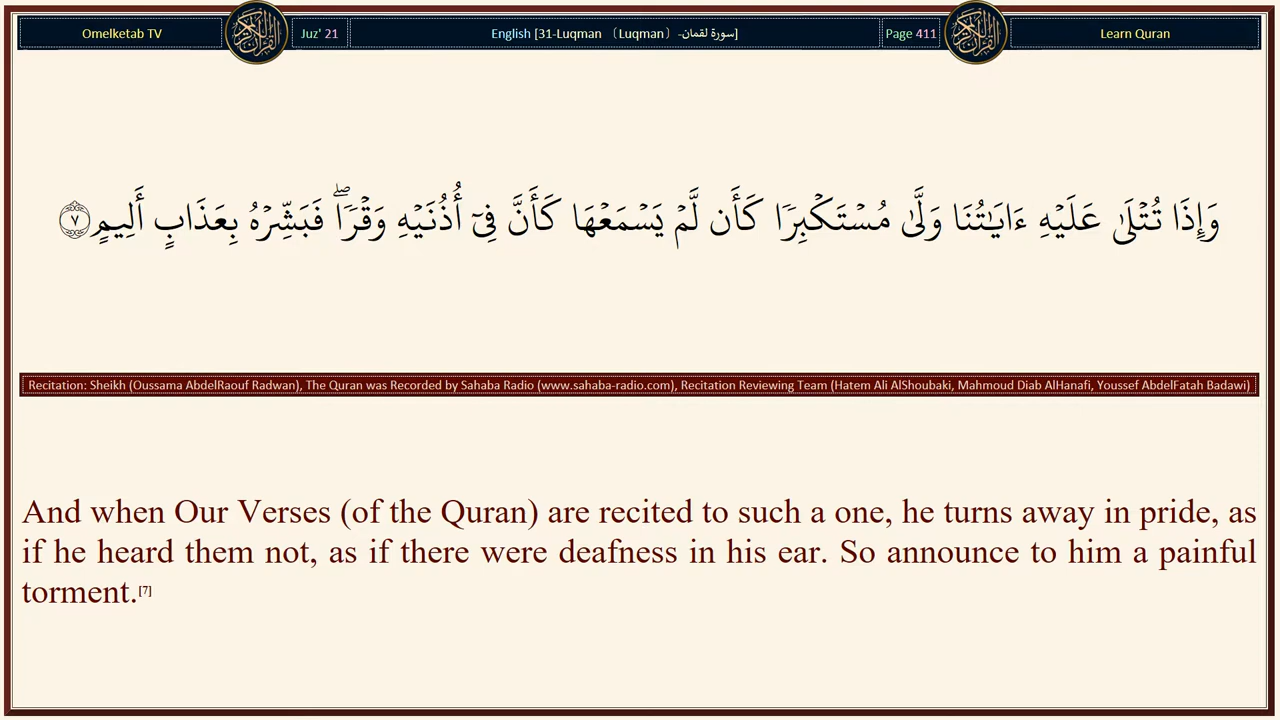 Omelketab TV
Juz' 21
English [31-Luqman （Luqman）-سورة لقمان]
Page 411
Learn Quran
وَإِذَا تُتْلَىٰ عَلَيْهِ ءَايَـٰتُنَا وَلَّىٰ مُسْتَكْبِرًا كَأَن لَّمْ يَسْمَعْهَا كَأَنَّ فِىٓ أُذُنَيْهِ وَقْرًا ۖ فَبَشِّرْهُ بِعَذَابٍ أَلِيمٍ ٧
Recitation: Sheikh (Oussama AbdelRaouf Radwan), The Quran was Recorded by Sahaba Radio (www.sahaba-radio.com), Recitation Reviewing Team (Hatem Ali AlShoubaki, Mahmoud Diab AlHanafi, Youssef AbdelFatah Badawi)
And when Our Verses (of the Quran) are recited to such a one, he turns away in pride, as
if he heard them not, as if there were deafness in his ear. So announce to him a painful
torment.[7]